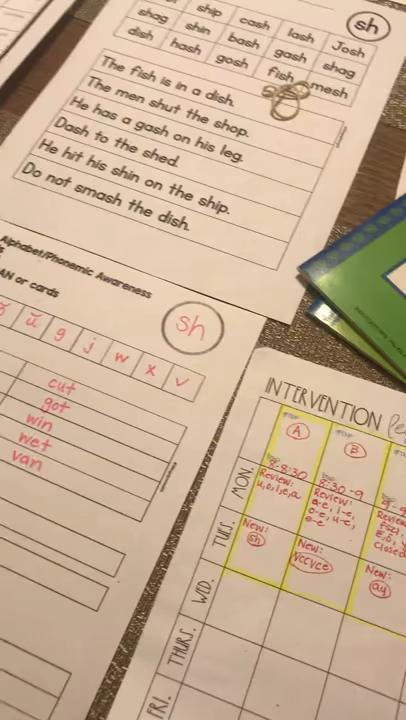 sh
ship cash lash Josh
shag shin bash gash shag
dish hash gosh fish mesh
The fish is in a dish.
The men shut the shop.
He has a gash on his leg.
Dash to the shed.
He hit his shin on the ship.
Do not smash the dish.
Alphabet/Phonemic Awareness
or cards
sh
ŭ g j w x v
cut
got
win
wet
van
INTERVENTION
A
B
MON.
8-8:30
8:30-9
Review:
Review:
a-e, i-e,
o-e, u-e,
e-e
Review
closed
TUES.
New:
sh
New:
VCCVCE
New:
ay
WED.
THURS.
FRI.